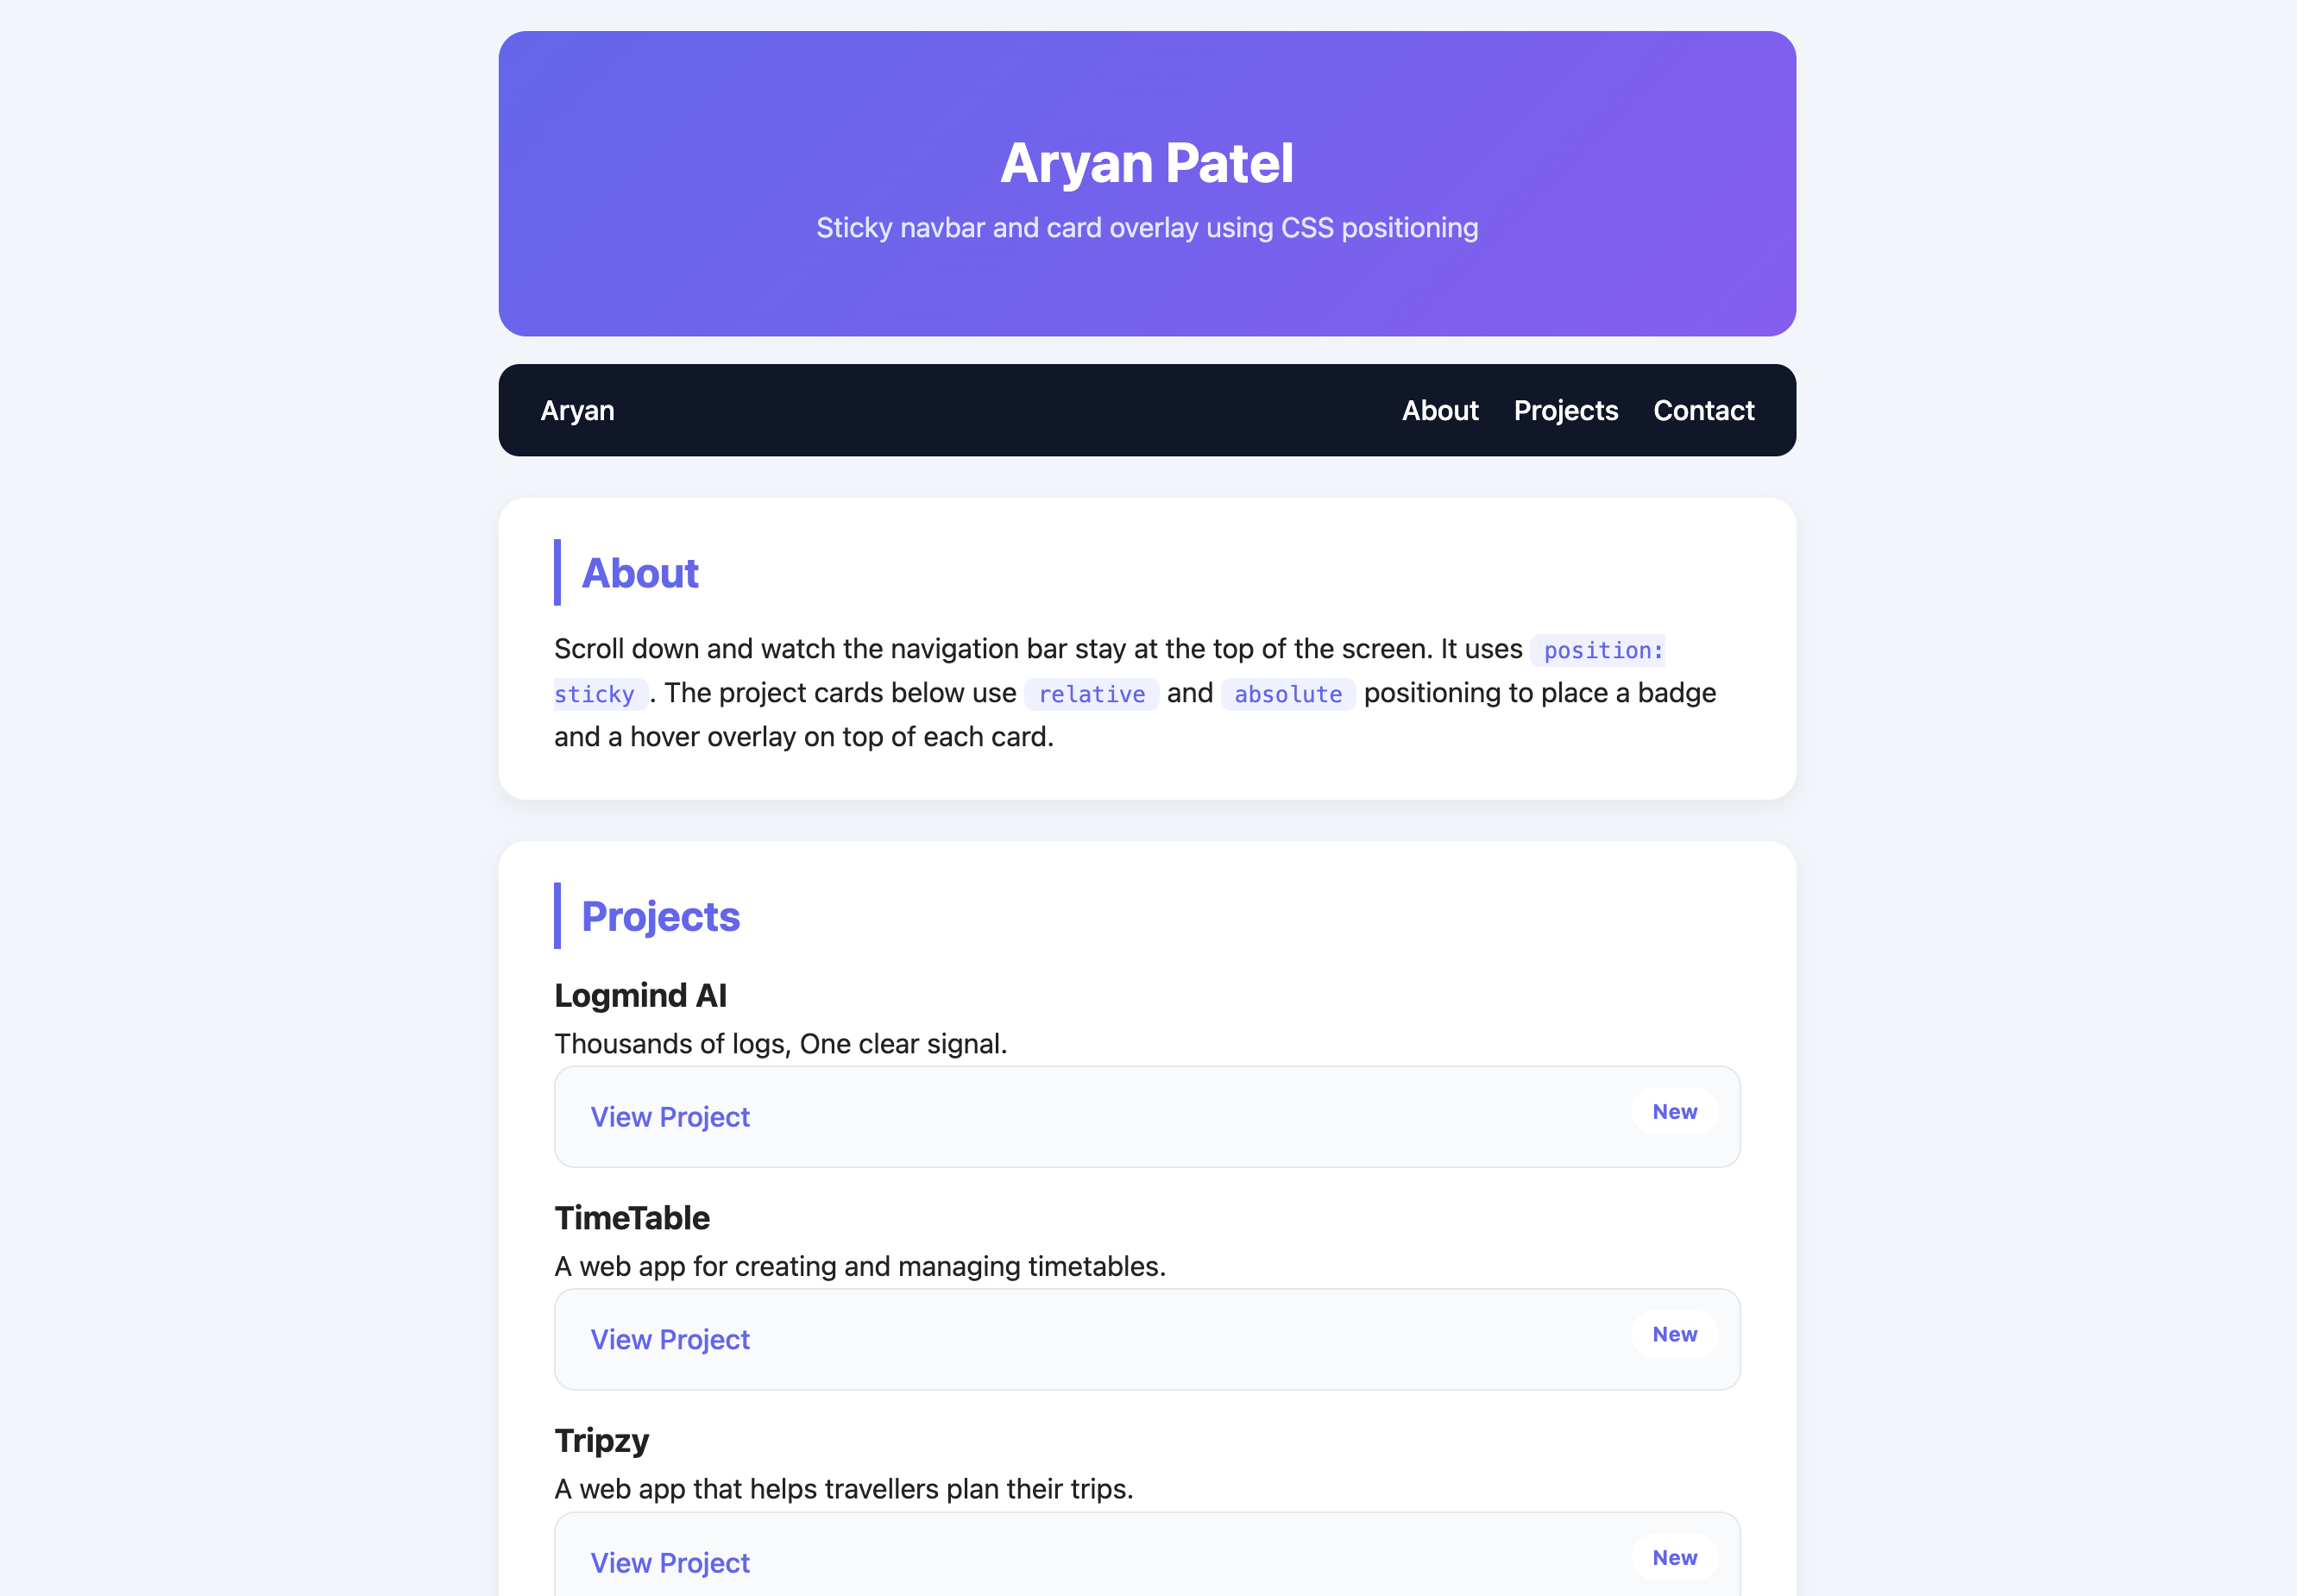 Aryan Patel
Sticky navbar and card overlay using CSS positioning
Aryan About Projects Contact
About
Scroll down and watch the navigation bar stay at the top of the screen. It uses position:
sticky. The project cards below use relative and absolute positioning to place a badge
and a hover overlay on top of each card.
Projects
Logmind AI
Thousands of logs, One clear signal.
View Project New
TimeTable
A web app for creating and managing timetables.
View Project New
Tripzy
A web app that helps travellers plan their trips.
View Project New